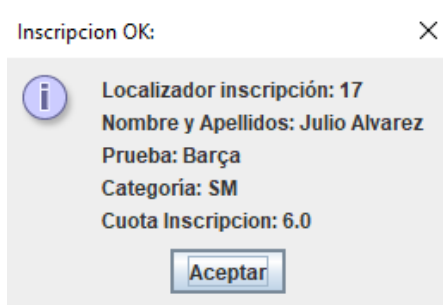 Inscripcion OK:
Localizador inscripción: 17
Nombre y Apellidos: Julio Alvarez
Prueba: Barça
Categoría: SM
Cuota Inscripcion: 6.0
Aceptar